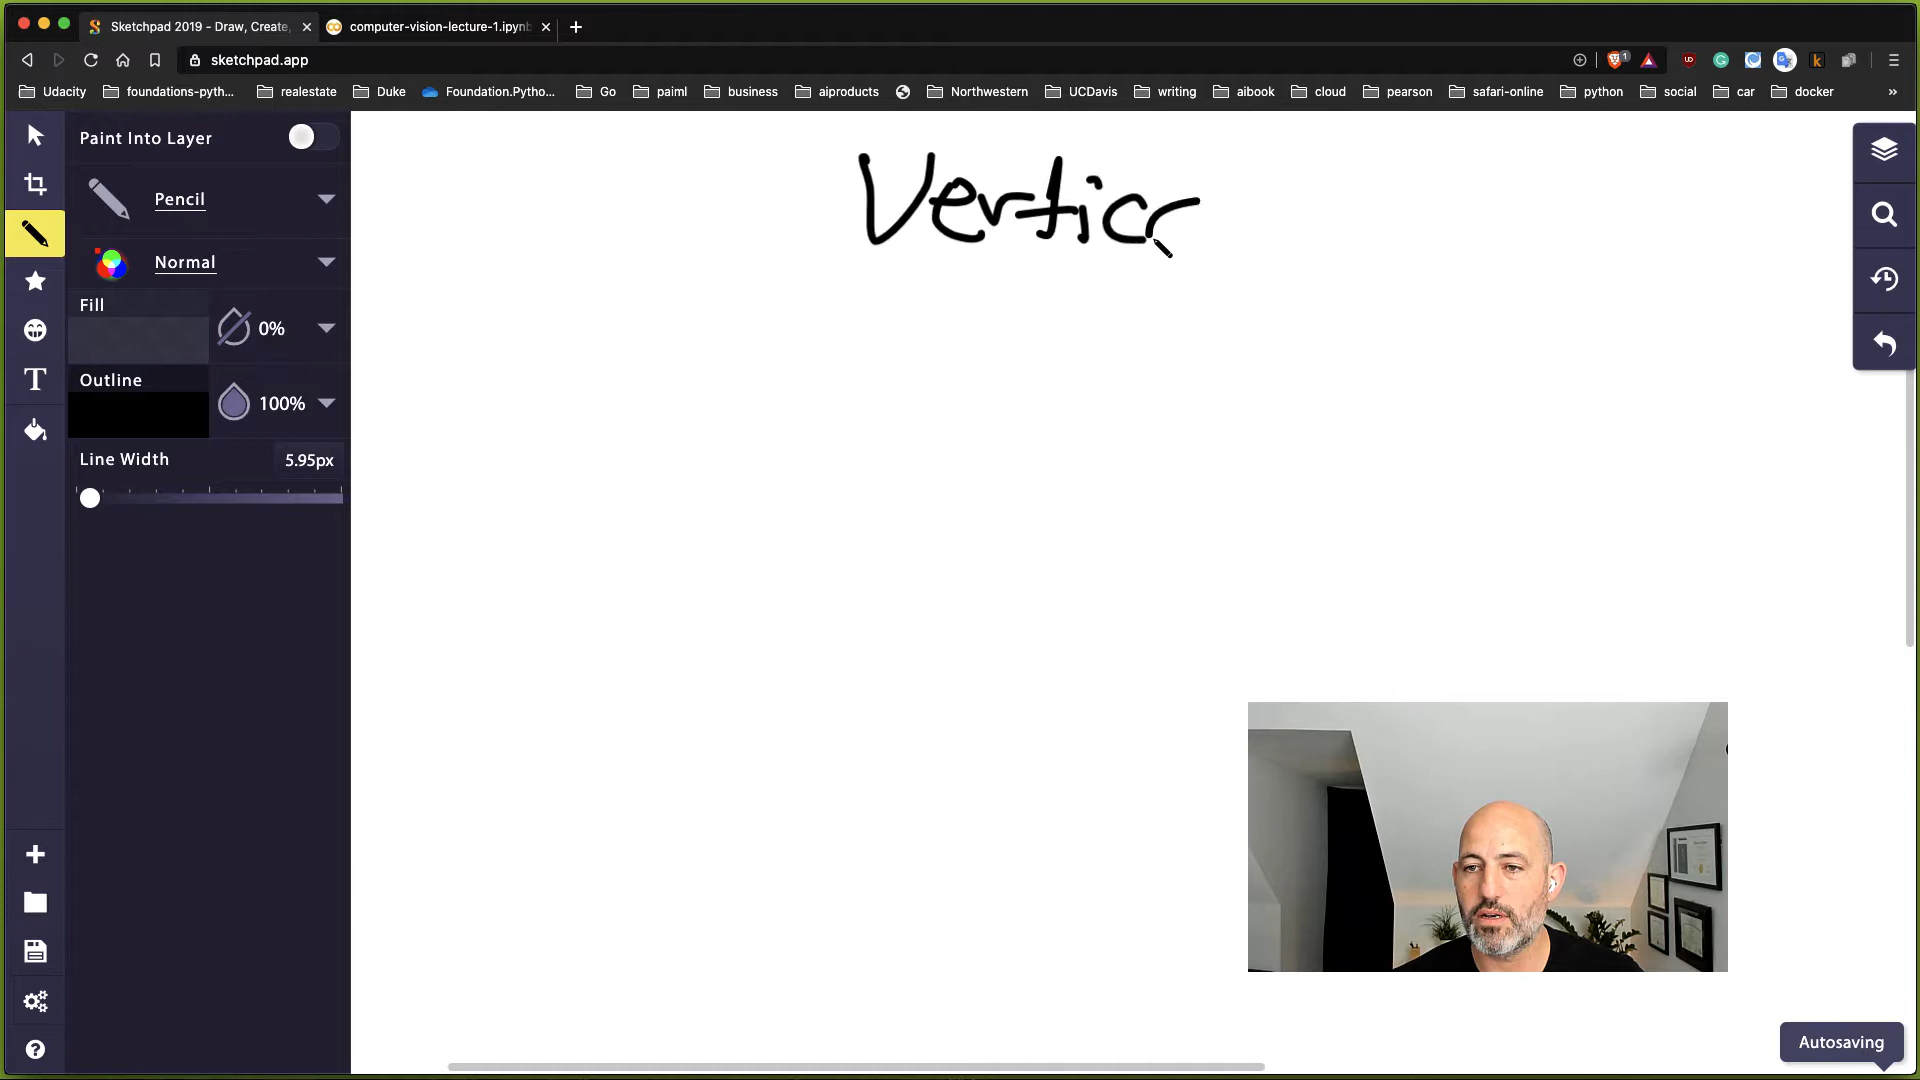 Sketchpad 2019 - Draw, Create,
computer-vision-lecture-1.ipynb
sketchpad.app
1
Udacity
foundations-pyth...
realestate
Duke
Foundation.Pytho...
Go
paiml
business
aiproducts
Northwestern
UCDavis
writing
aibook
cloud
pearson
safari-online
python
social
car
docker
»
Paint Into Layer
Pencil
Normal
Fill
0%
Outline
100%
Line Width
5.95px
T
Vertic
Autosaving